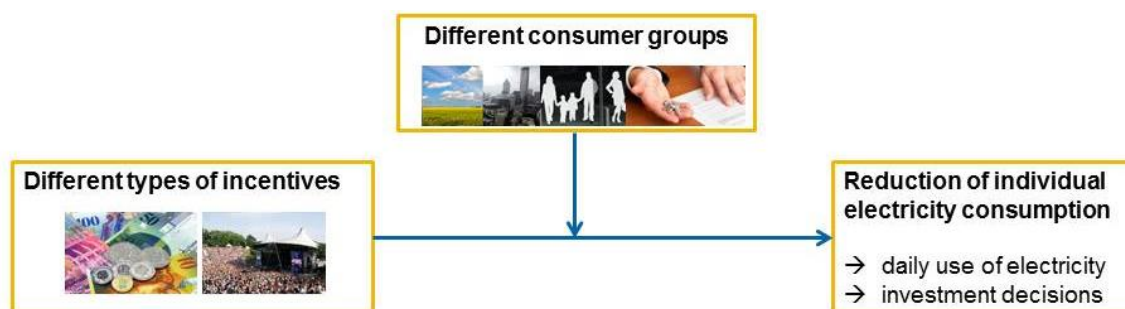 Different consumer groups
Different types of incentives
Reduction of individual
electricity consumption
→ daily use of electricity
→ investment decisions